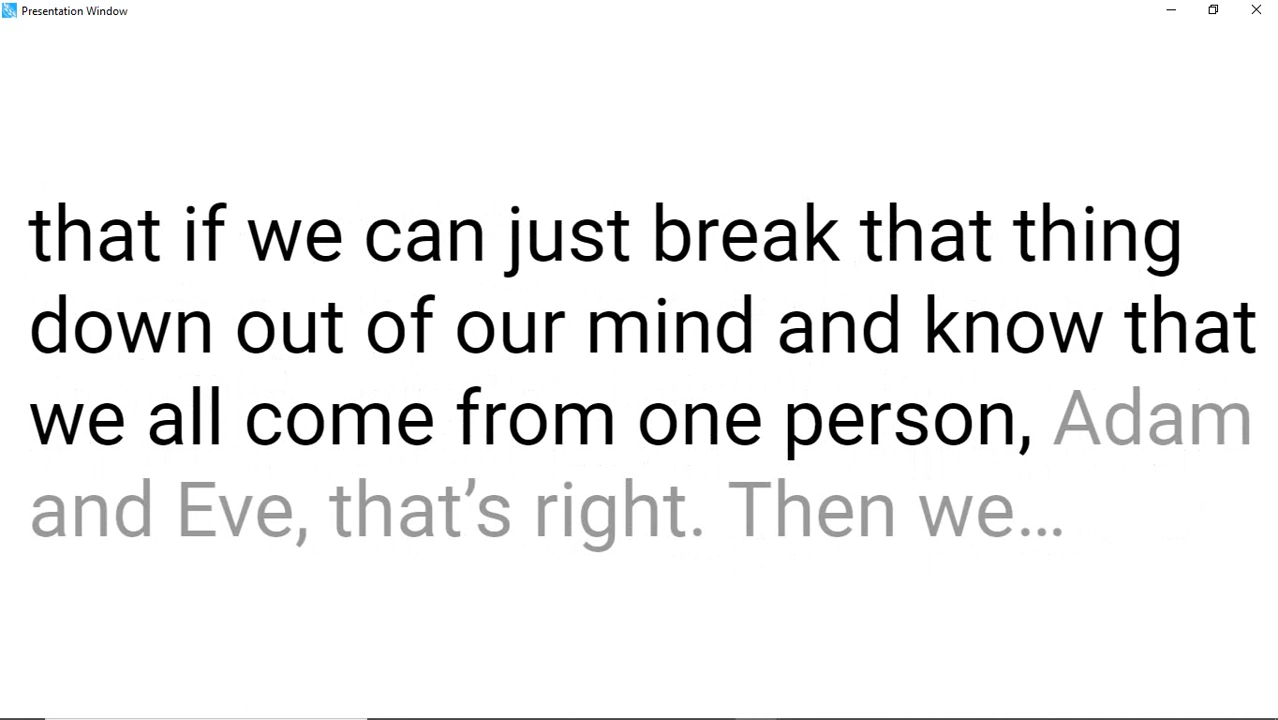 Presentation Window
that if we can just break that thing
down out of our mind and know that
we all come from one person, Adam
and Eve, that’s right. Then we…